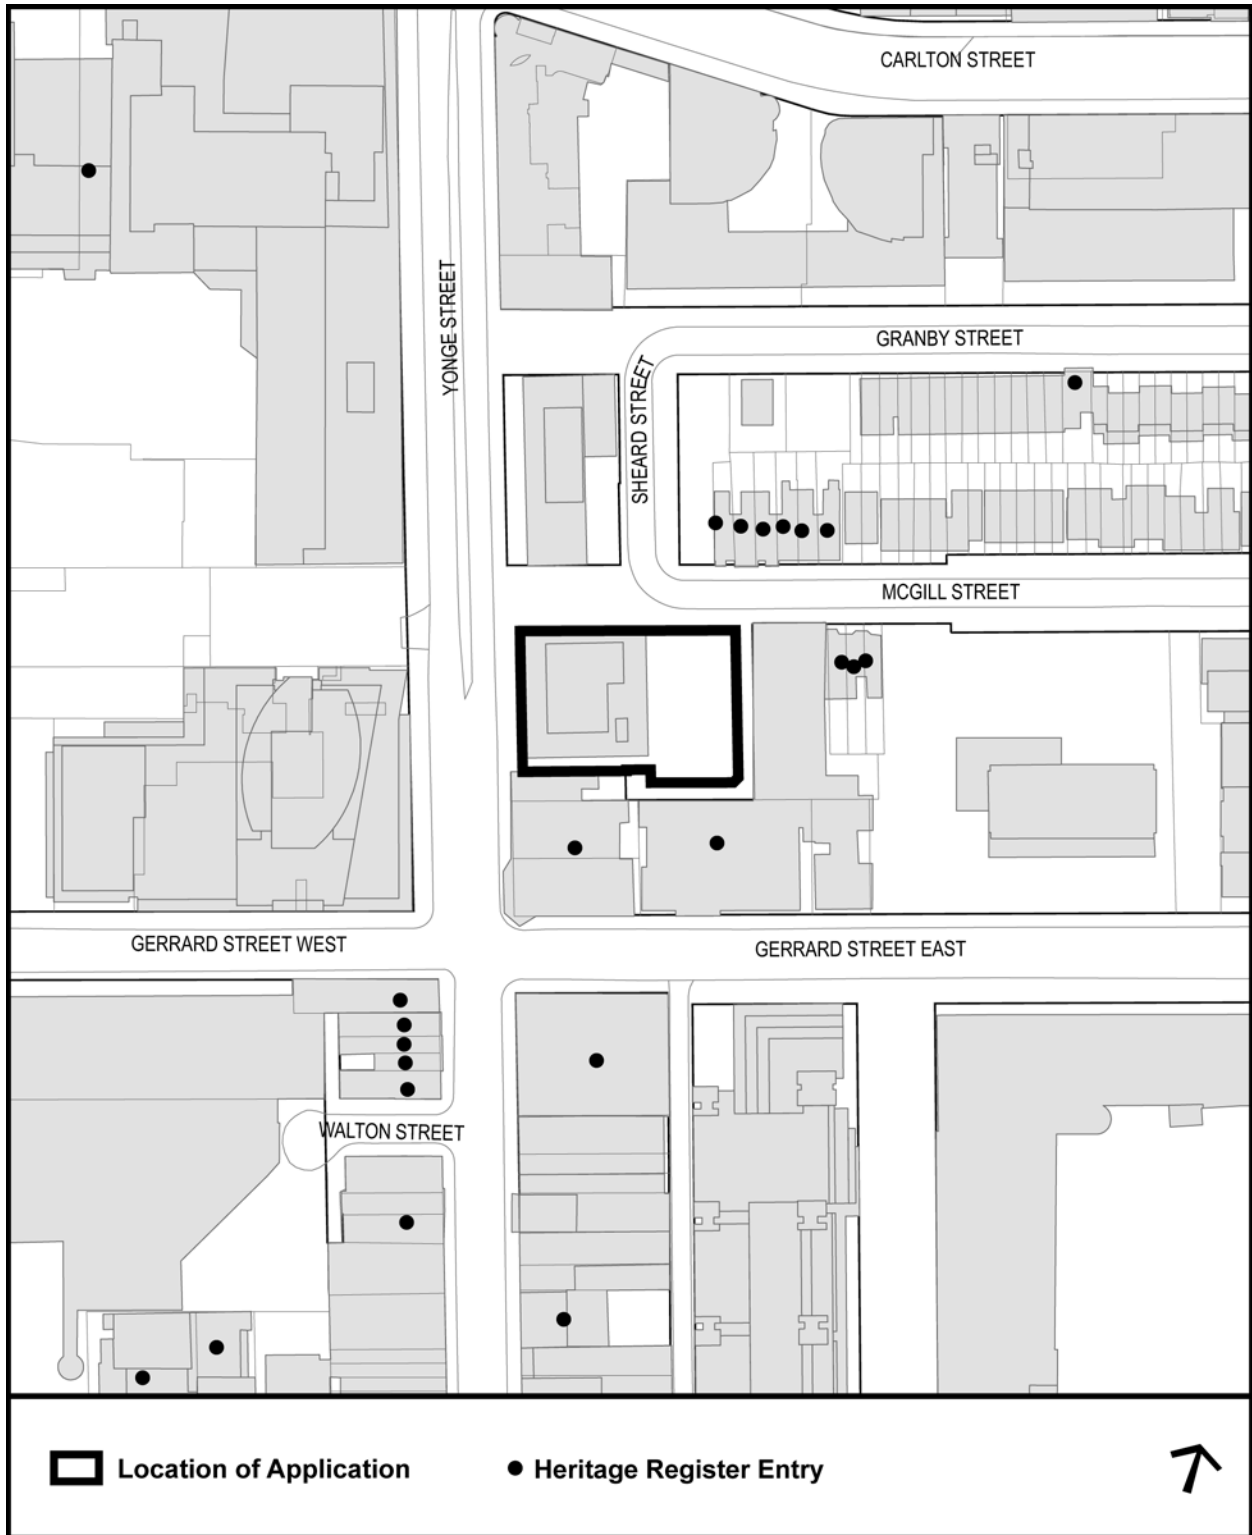 CARLTON STREET
YONGE STREET
GRANBY STREET
SHEARD STREET
MCGILL STREET
GERRARD STREET WEST
GERRARD STREET EAST
WALTON STREET
Location of Application
Heritage Register Entry